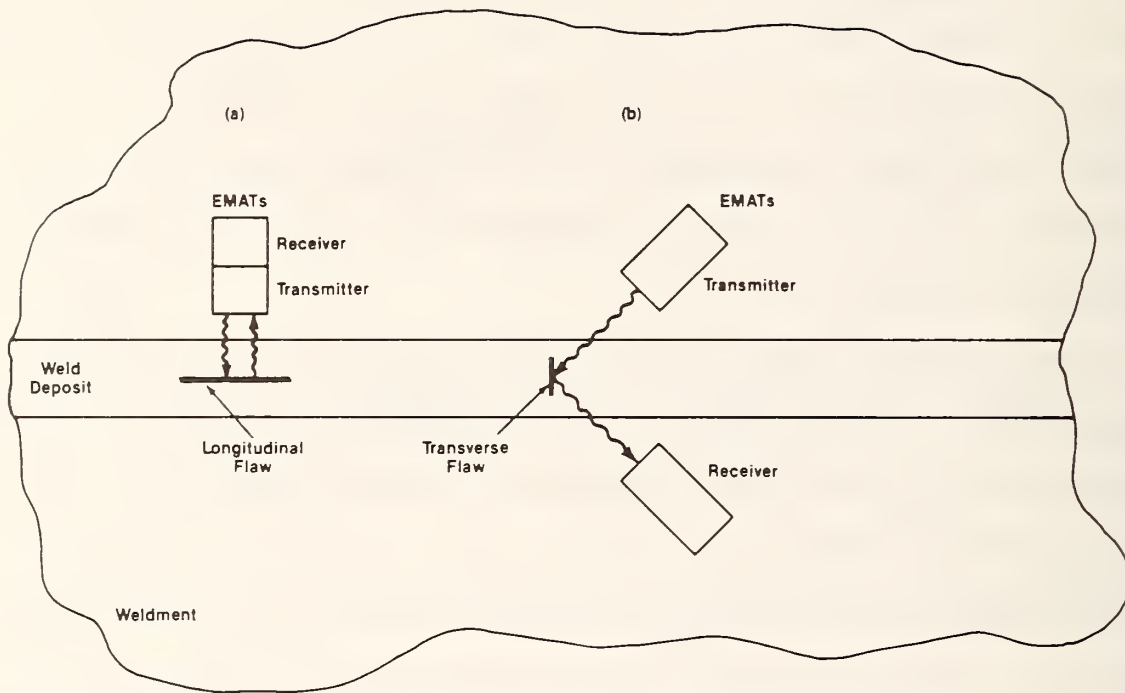 (a)
(b)
EMATs
Receiver
Transmitter
EMATs
Transmitter
Weld
Deposit
Longitudinal
Flaw
Transverse
Flaw
Receiver
Weldment